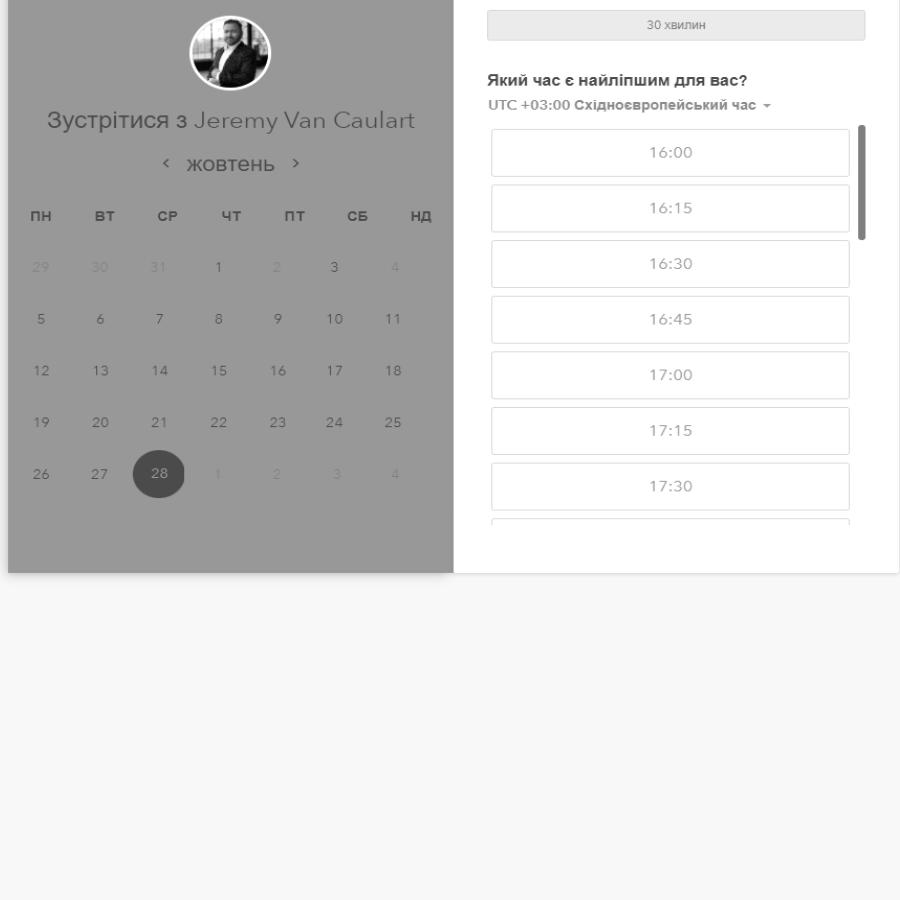 Зустрітися з Jeremy Van Caulart
жовтень
ПН ВТ СР ЧТ ПТ СБ НД
29 30 31 1 2 3 4
5 6 7 8 9 10 11
12 13 14 15 16 17 18
19 20 21 22 23 24 25
26 27 28 1 2 3 4
30 хвилин
Який час є найліпшим для вас?
UTC +03:00 Східноєвропейський час
16:00
16:15
16:30
16:45
17:00
17:15
17:30